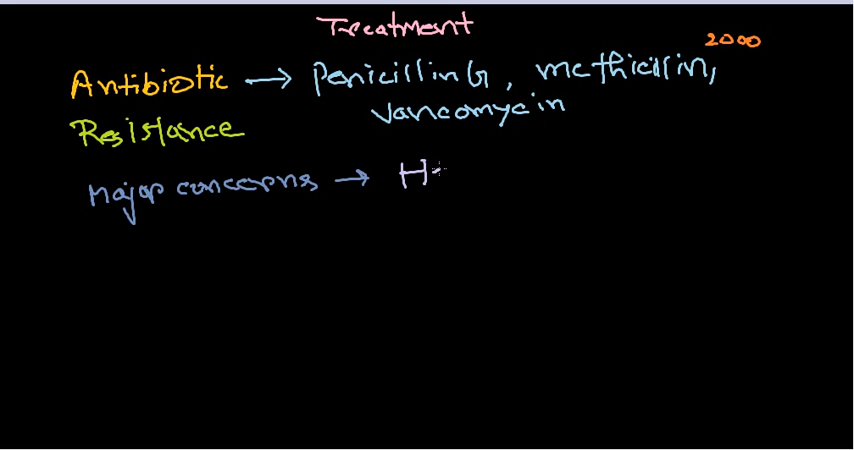 Treatment
2000
Antibiotic → Penicillin G, methicillin,
vancomycin
Resistance
Major concerns → H